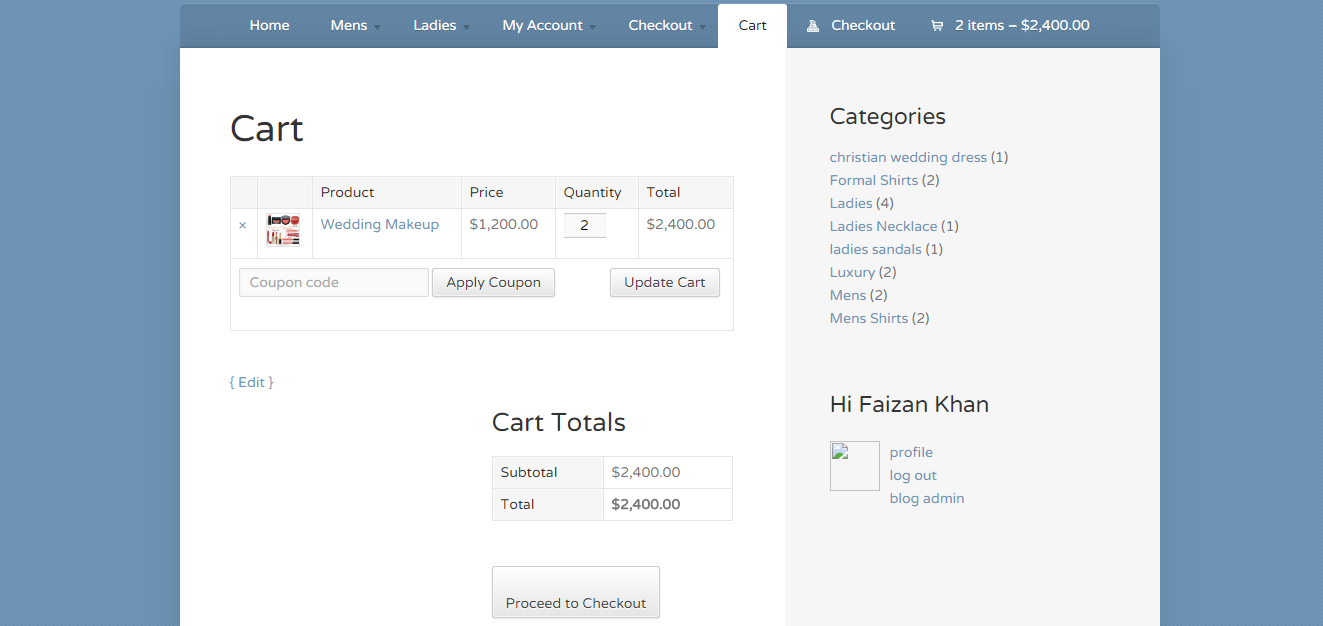 Home Mens Ladies My Account Checkout Cart Checkout 2 items – $2,400.00
Cart
Product Price Quantity Total
× Wedding Makeup $1,200.00 2 $2,400.00
Coupon code Apply Coupon Update Cart
{ Edit }
Cart Totals
Subtotal $2,400.00
Total $2,400.00
Proceed to Checkout
Categories
christian wedding dress (1)
Formal Shirts (2)
Ladies (4)
Ladies Necklace (1)
ladies sandals (1)
Luxury (2)
Mens (2)
Mens Shirts (2)
Hi Faizan Khan
profile
log out
blog admin